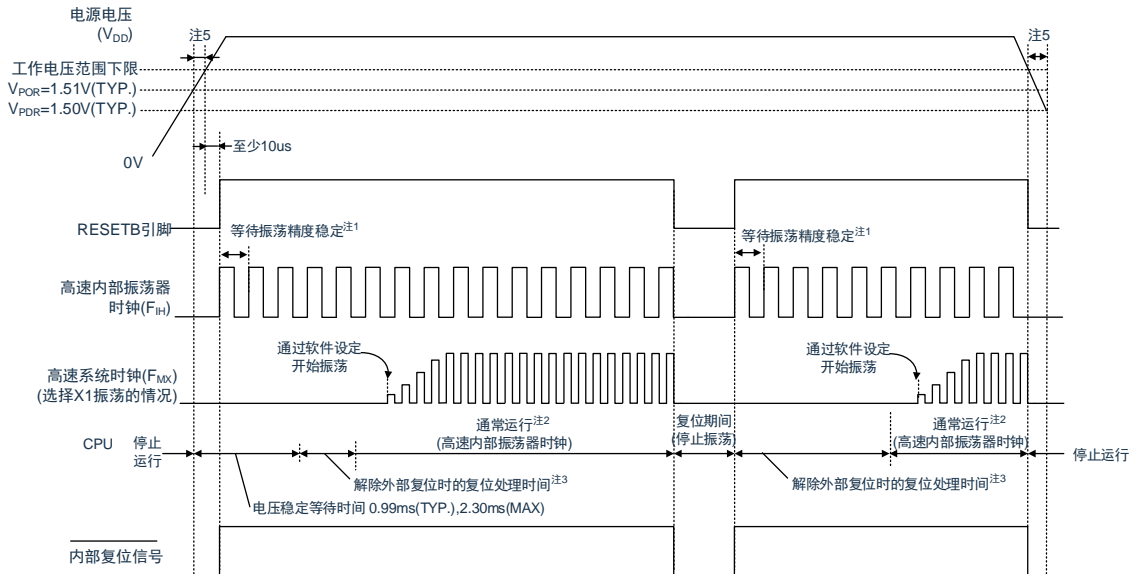 电源电压
(VDD)
注5
注5
工作电压范围下限
VPOR=1.51V(TYP.)
VPDR=1.50V(TYP.)
至少10us
0V
RESETB引脚
等待振荡精度稳定注1
等待振荡精度稳定注1
高速内部振荡器
时钟(FIH)
通过软件设定
开始振荡
通过软件设定
开始振荡
高速系统时钟(FMX)
(选择X1振荡的情况)
通常运行注2
(高速内部振荡器时钟)
复位期间
(停止振荡)
通常运行注2
(高速内部振荡器时钟)
CPU
停止
运行
停止运行
解除外部复位时的复位处理时间注3
解除外部复位时的复位处理时间注3
电压稳定等待时间 0.99ms(TYP.),2.30ms(MAX)
内部复位信号